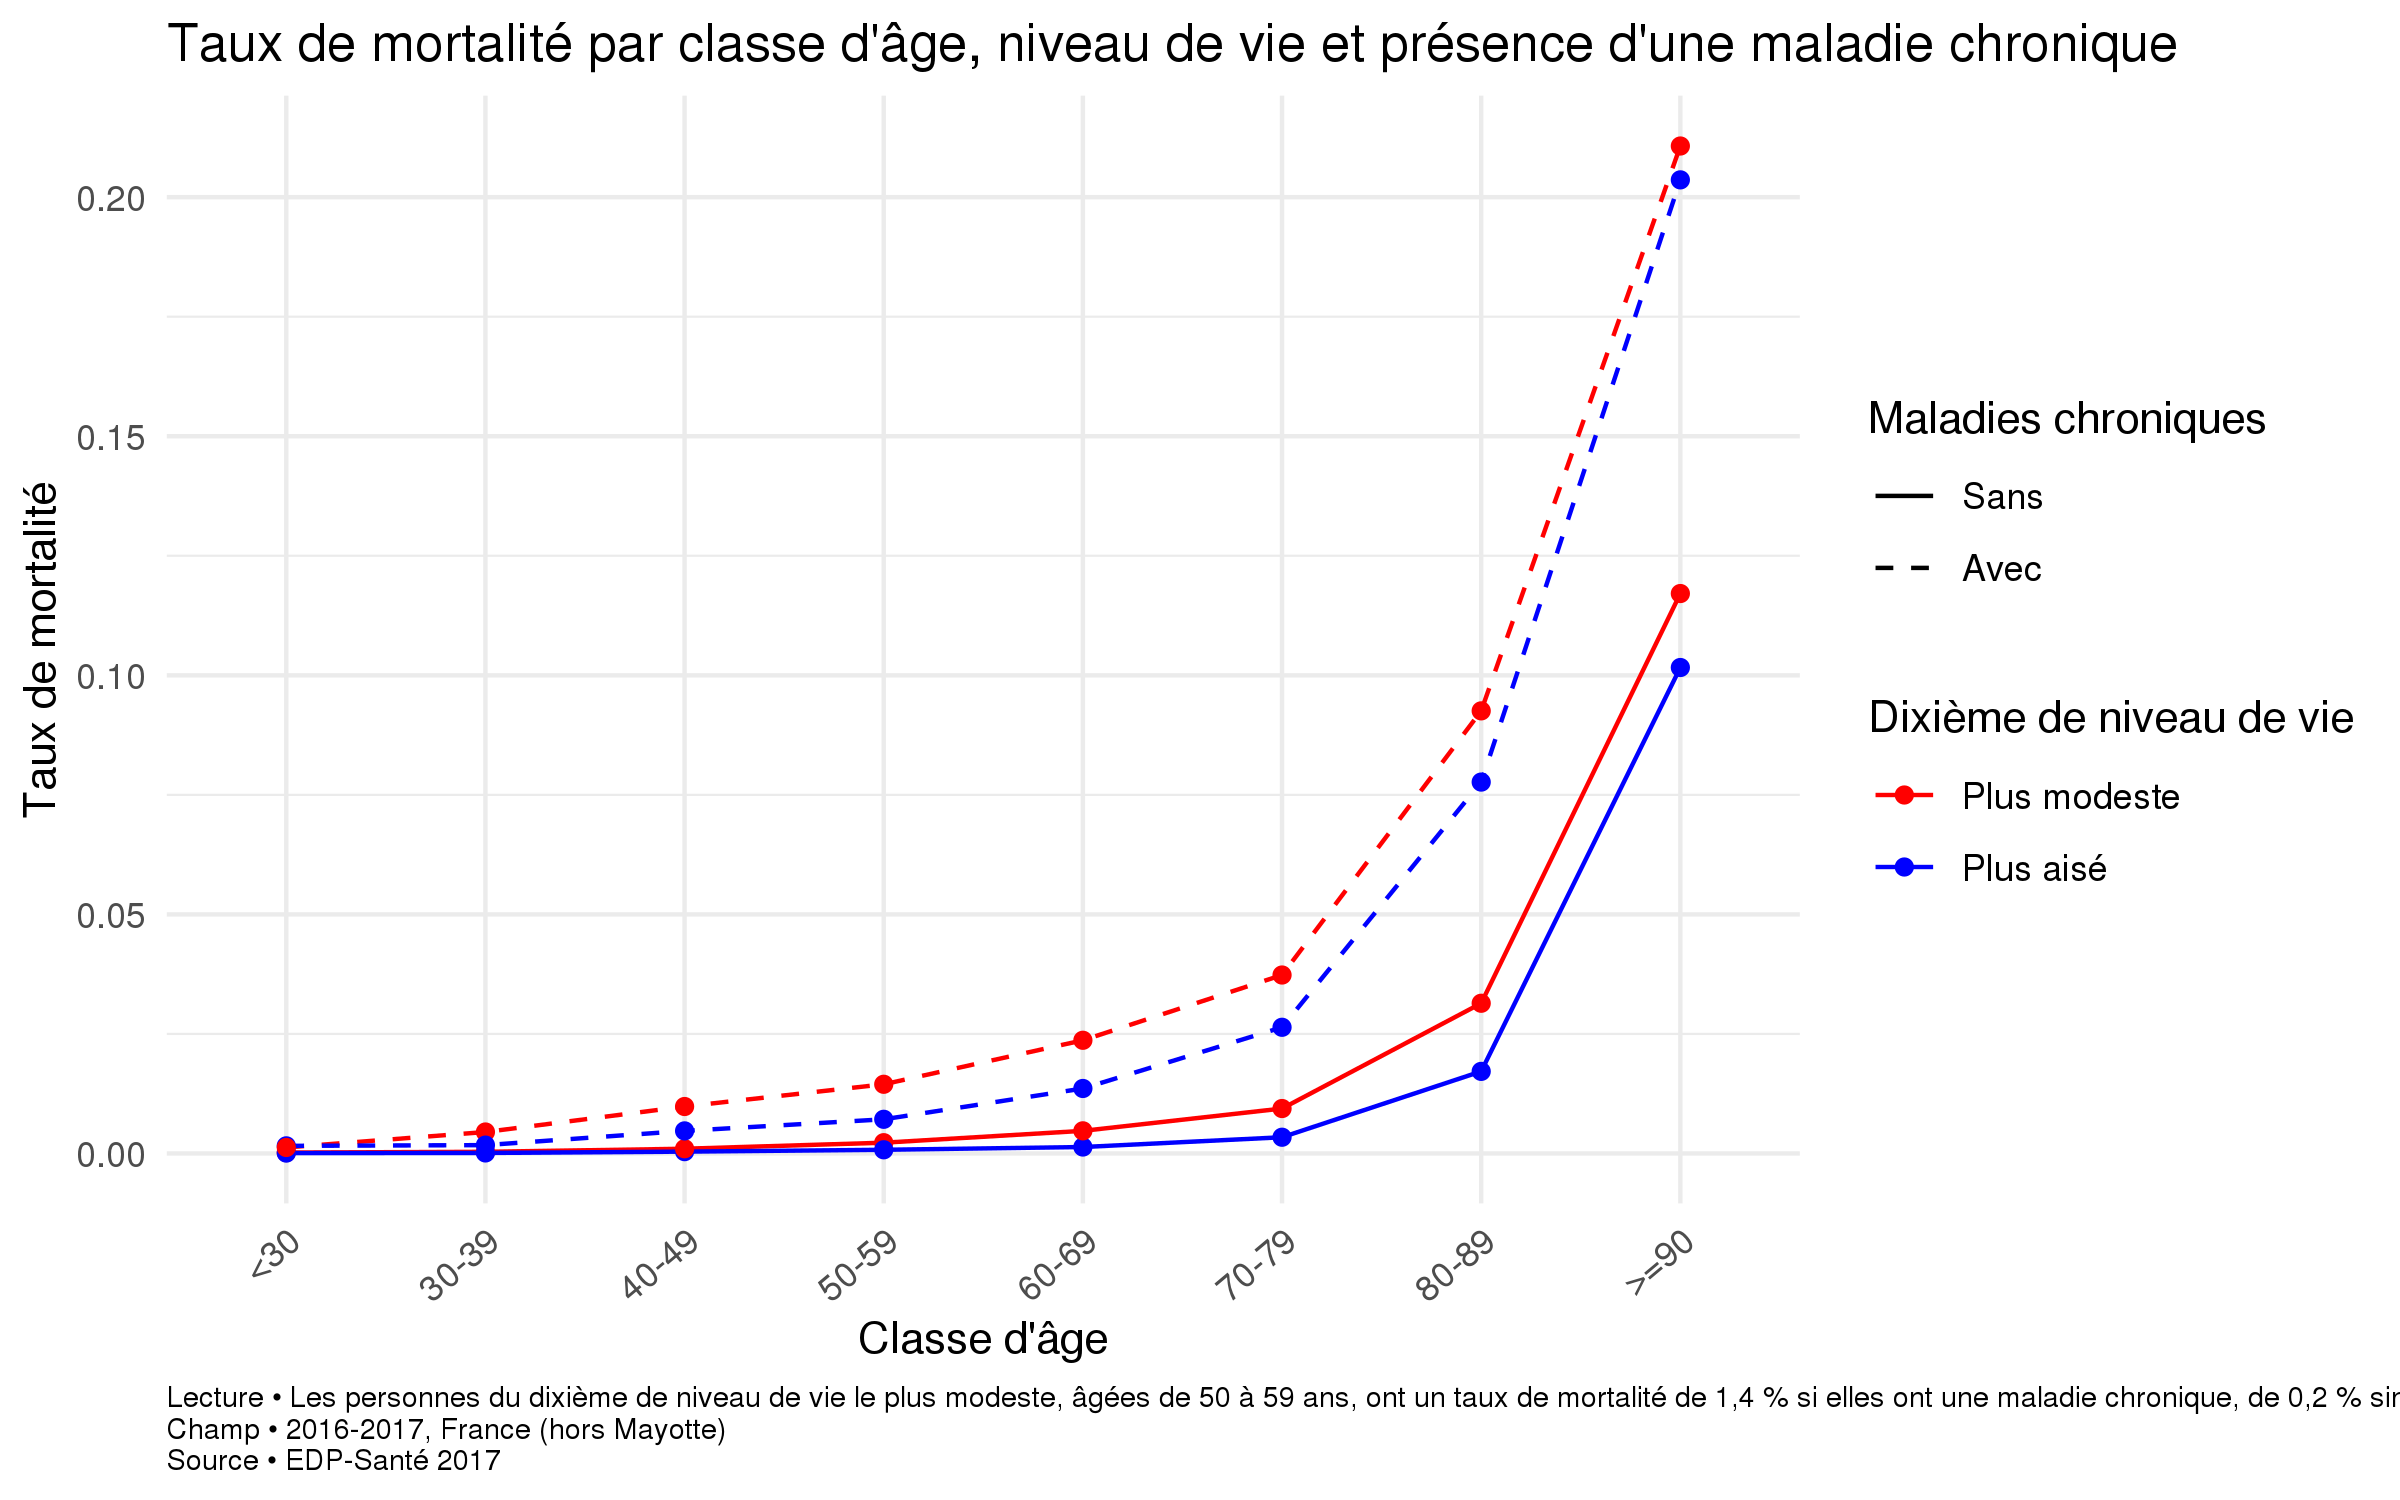 Taux de mortalité par classe d'âge, niveau de vie et présence d'une maladie chronique
Taux de mortalité
0.20
0.15
0.10
0.05
0.00
<30
30-39
40-49
50-59
60-69
70-79
80-89
>=90
Classe d'âge
Maladies chroniques
Sans
Avec
Dixième de niveau de vie
Plus modeste
Plus aisé
Lecture • Les personnes du dixième de niveau de vie le plus modeste, âgées de 50 à 59 ans, ont un taux de mortalité de 1,4 % si elles ont une maladie chronique, de 0,2 %
Champ • 2016-2017, France (hors Mayotte)
Source • EDP-Santé 2017